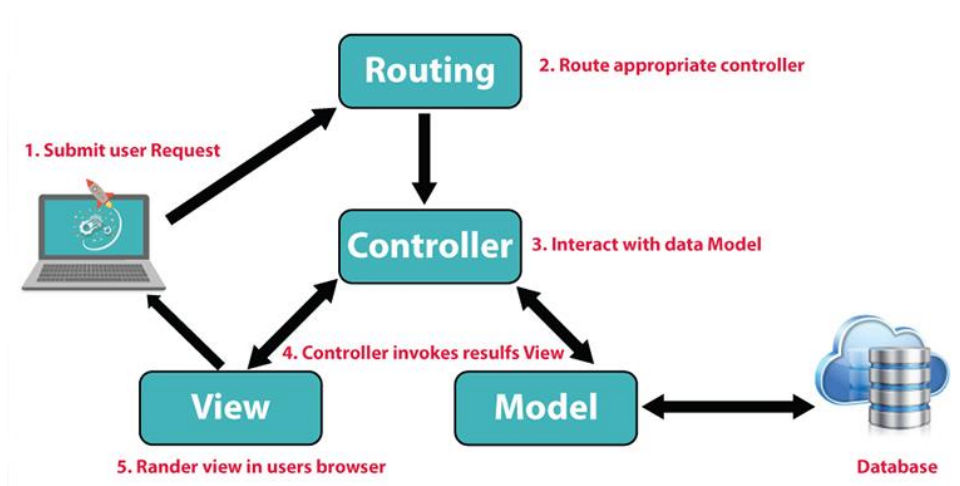 Routing
2. Route appropriate controller
1. Submit user Request
Controller
3. Interact with data Model
4. Controller invokes resulfs View
View
Model
5. Rander view in users browser
Database